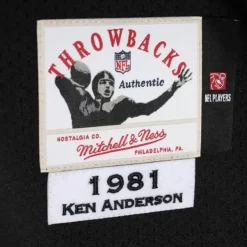 THROWBACKS
NFL
Authentic
NFL PLAYERS
NOSTALGIA CO.
Mitchell & Ness
PHILADELPHIA, PA.
1981
KEN ANDERSON